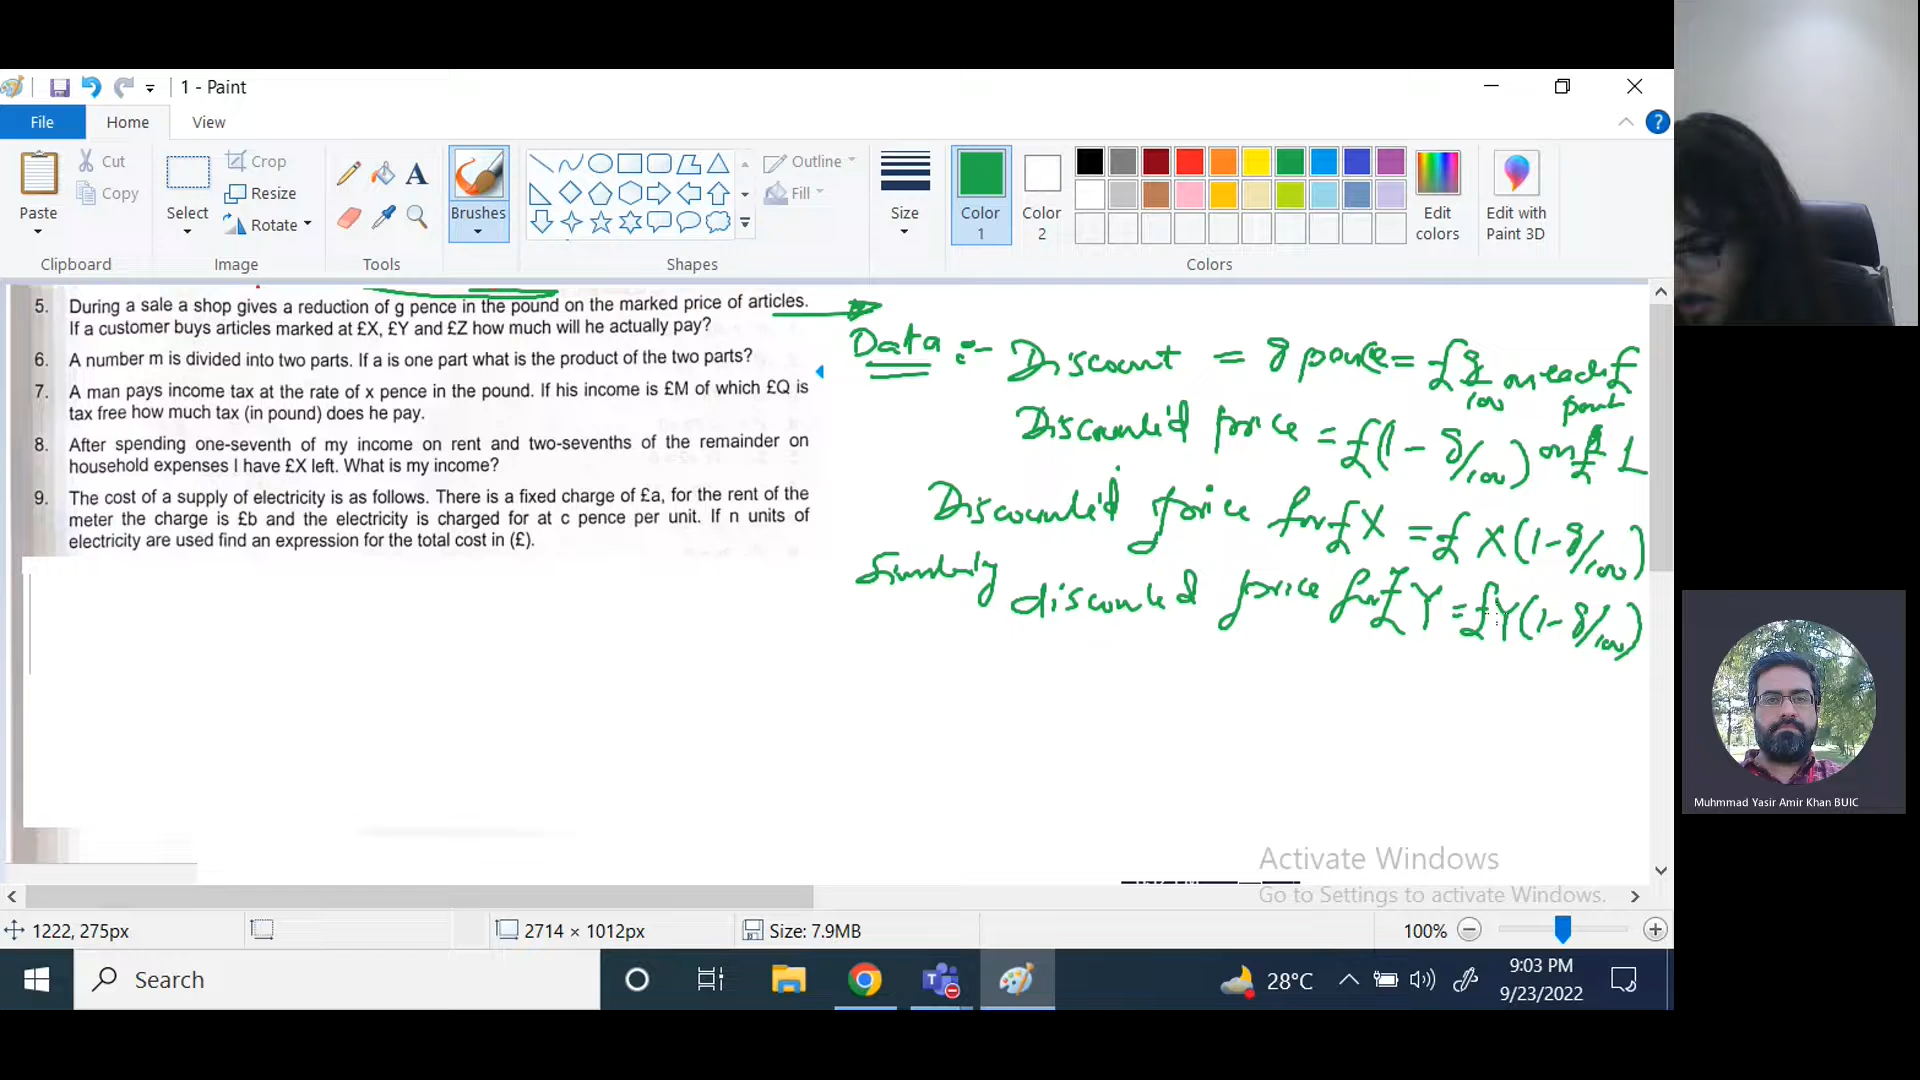 1 - Paint
File
Home
View
Paste
Cut
Copy
Clipboard
Select
Crop
Resize
Rotate
Image
Tools
Brushes
Shapes
Outline
Fill
Size
Color 1
Color 2
Edit colors
Edit with Paint 3D
Colors
5. During a sale a shop gives a reduction of g pence in the pound on the marked price of articles.
If a customer buys articles marked at £X, £Y and £Z how much will he actually pay?
6. A number m is divided into two parts. If a is one part what is the product of the two parts?
7. A man pays income tax at the rate of x pence in the pound. If his income is £M of which £Q is
tax free how much tax (in pound) does he pay.
8. After spending one-seventh of my income on rent and two-sevenths of the remainder on
household expenses I have £X left. What is my income?
9. The cost of a supply of electricity is as follows. There is a fixed charge of £a, for the rent of the
meter the charge is £b and the electricity is charged for at c pence per unit. If n units of
electricity are used find an expression for the total cost in (£).
Data :- Discount = g pence = £g/100 on each £
Discounted price = £(1 - g/100) on £ 1
Discounted price for £X = £ X(1-g/100)
Similarly discounted price for £Y = £Y(1-g/100)
Activate Windows
Go to Settings to activate Windows.
1222, 275px
2714 × 1012px
Size: 7.9MB
100%
Search
28°C
9:03 PM
9/23/2022
Muhmmad Yasir Amir Khan BUIC